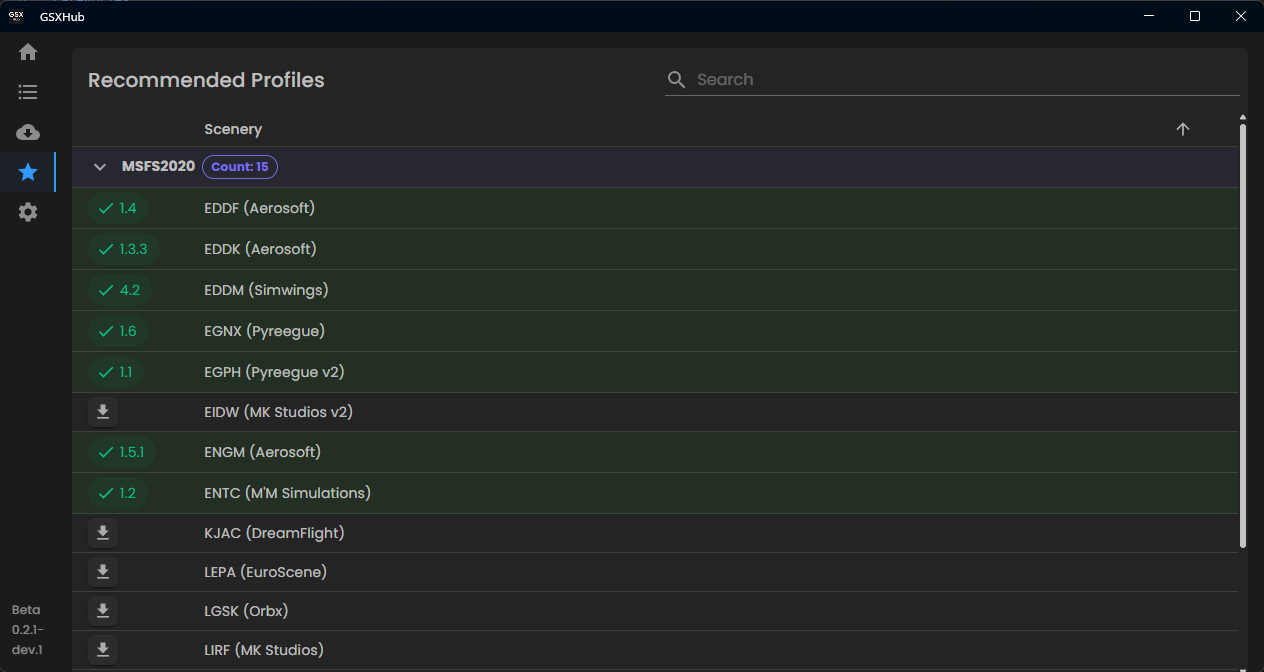 GSX
GSXHub
Recommended Profiles
Search
Scenery
MSFS2020 Count: 15
1.4 EDDF (Aerosoft)
1.3.3 EDDK (Aerosoft)
4.2 EDDM (Simwings)
1.6 EGNX (Pyreegue)
1.1 EGPH (Pyreegue v2)
EIDW (MK Studios v2)
1.5.1 ENGM (Aerosoft)
1.2 ENTC (M'M Simulations)
KJAC (DreamFlight)
LEPA (EuroScene)
LGSK (Orbx)
LIRF (MK Studios)
Beta
0.2.1-
dev.1